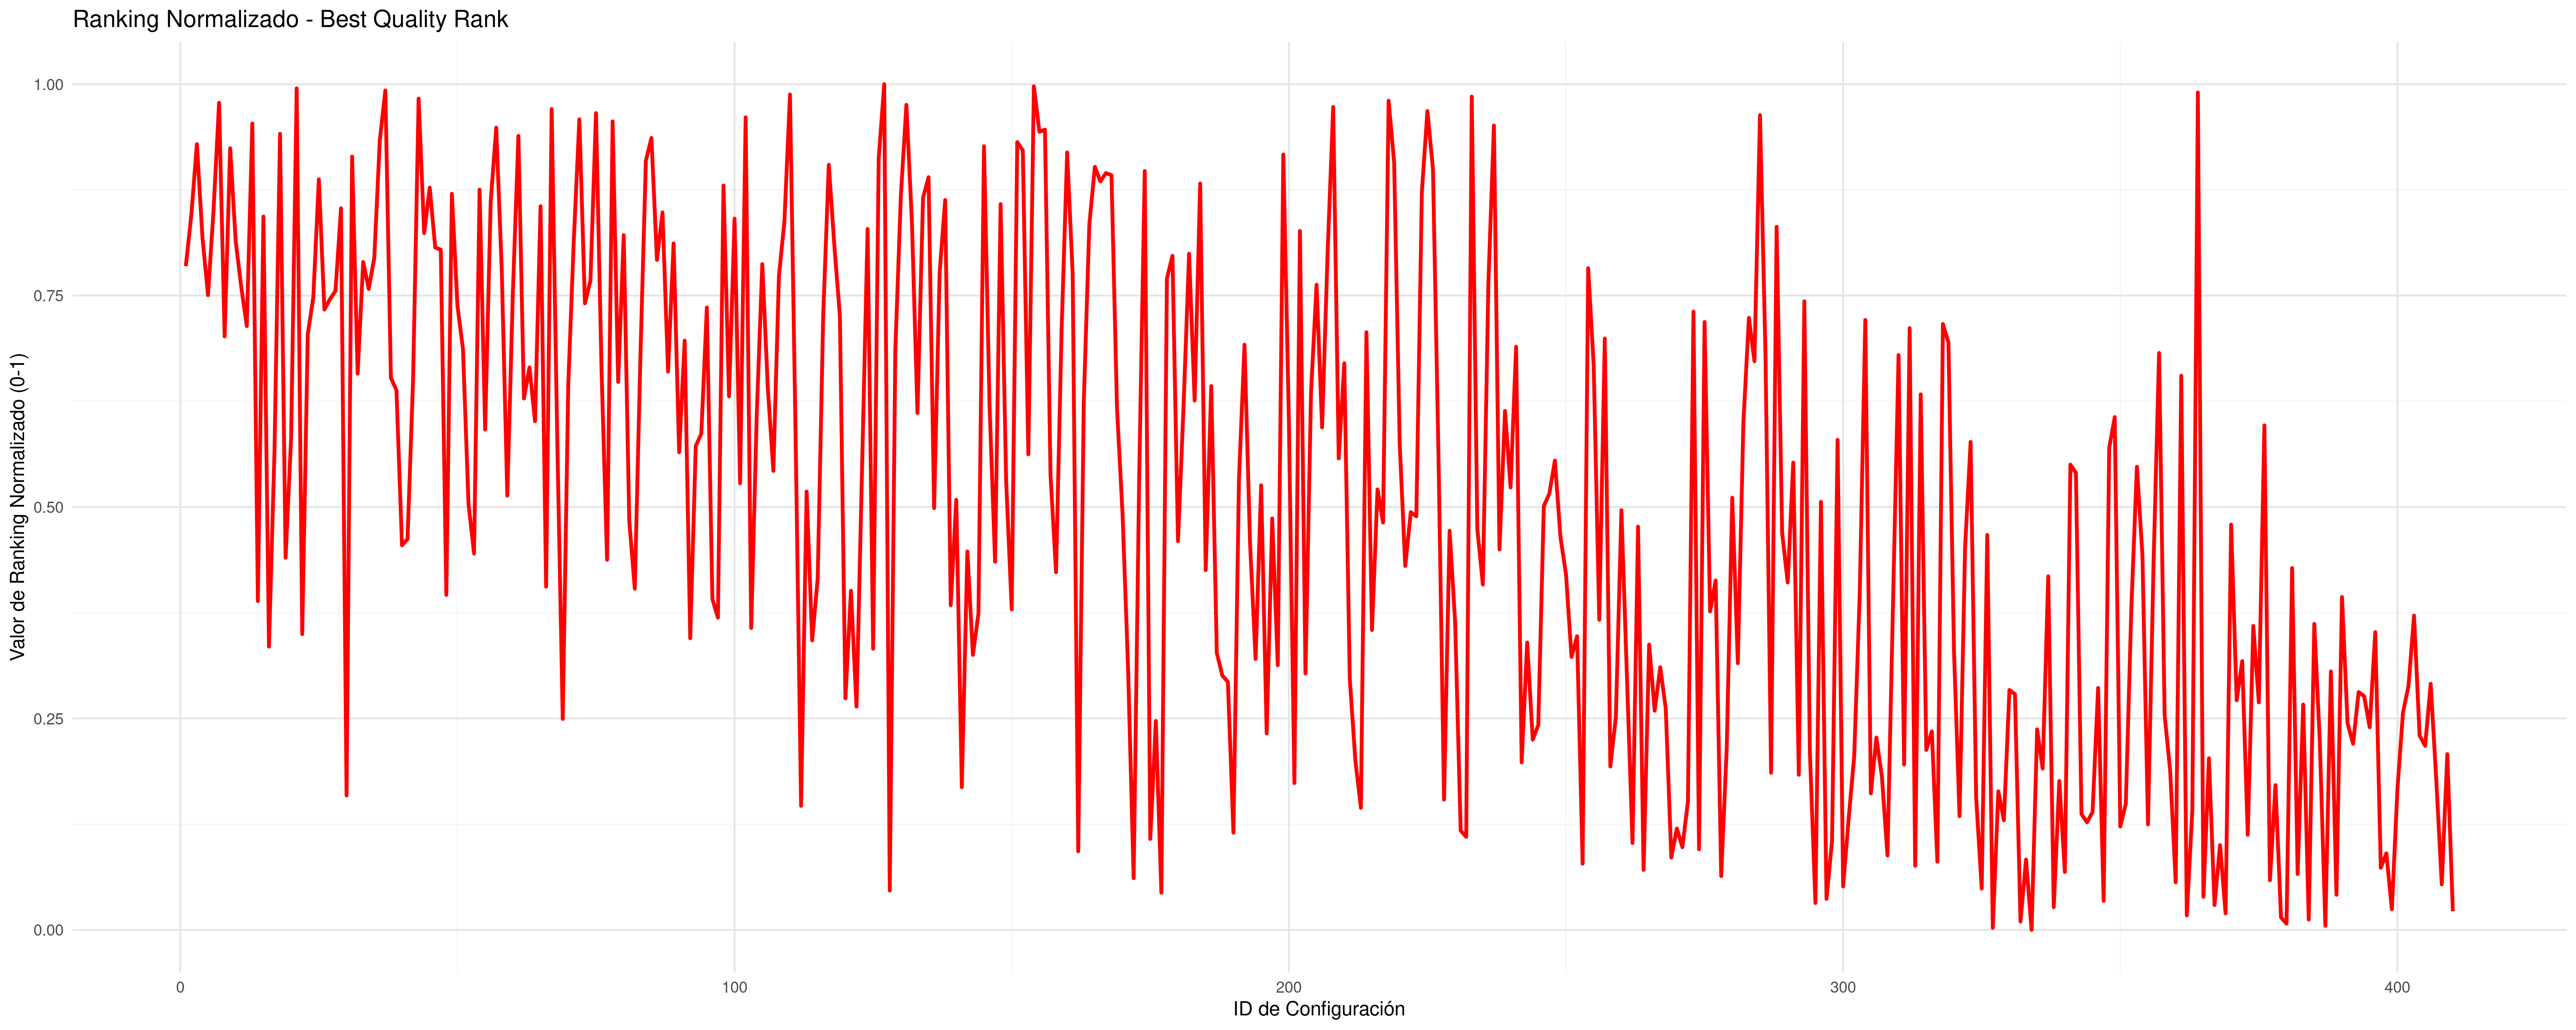 Ranking Normalizado - Best Quality Rank
Valor de Ranking Normalizado (0-1)
1.00
0.75
0.50
0.25
0.00
0 100 200 300 400
ID de Configuración